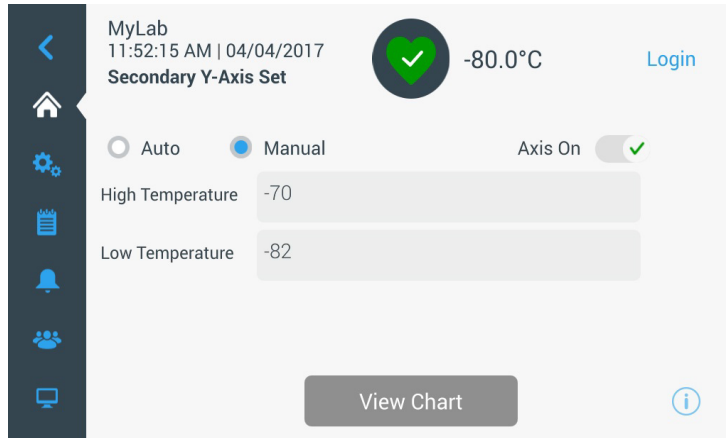 MyLab
11:52:15 AM | 04/04/2017
Secondary Y-Axis Set
-80.0°C
Login
Auto
Manual
Axis On
High Temperature
-70
Low Temperature
-82
View Chart